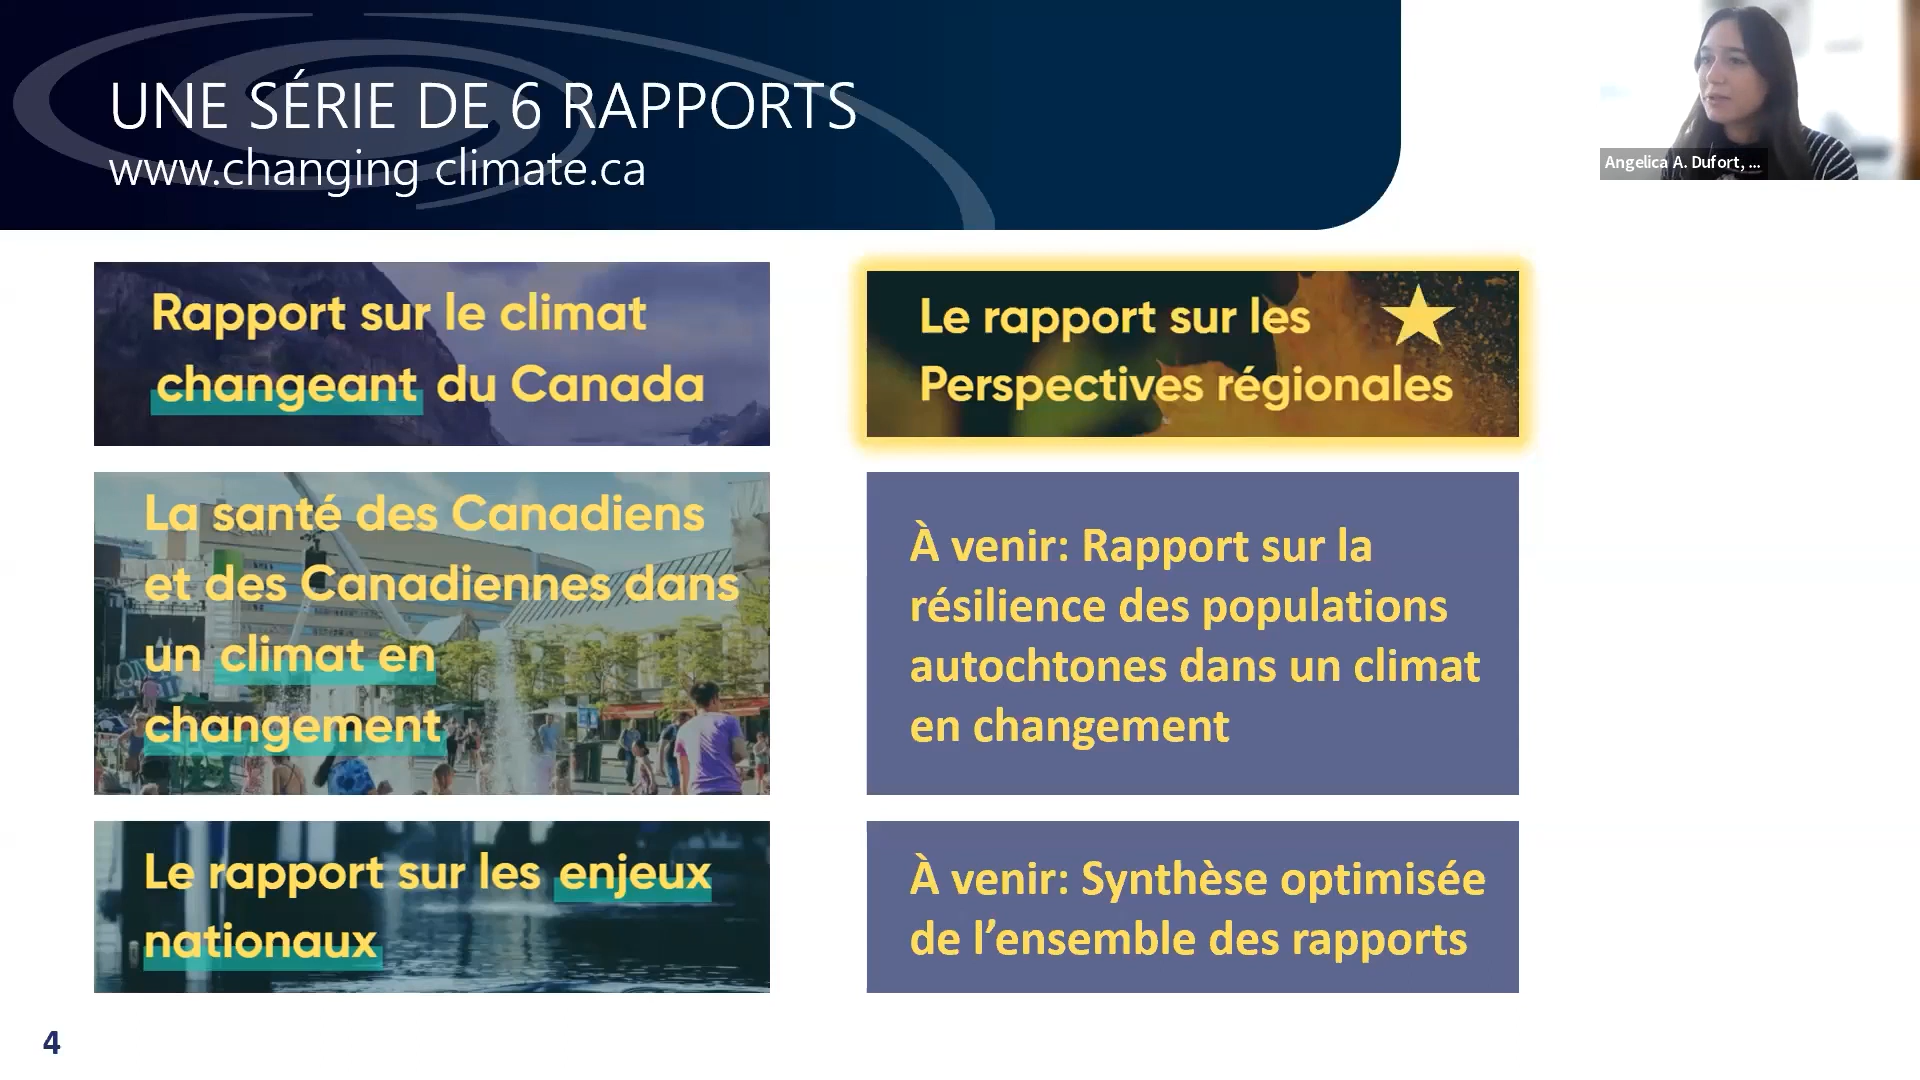 UNE SÉRIE DE 6 RAPPORTS
www.changing climate.ca
Angelica A. Dufort, ...
Rapport sur le climat
changeant du Canada
Le rapport sur les
Perspectives régionales
La santé des Canadiens
et des Canadiennes dans
un climat en
changement
À venir: Rapport sur la
résilience des populations
autochtones dans un climat
en changement
Le rapport sur les enjeux
nationaux
À venir: Synthèse optimisée
de l’ensemble des rapports
4